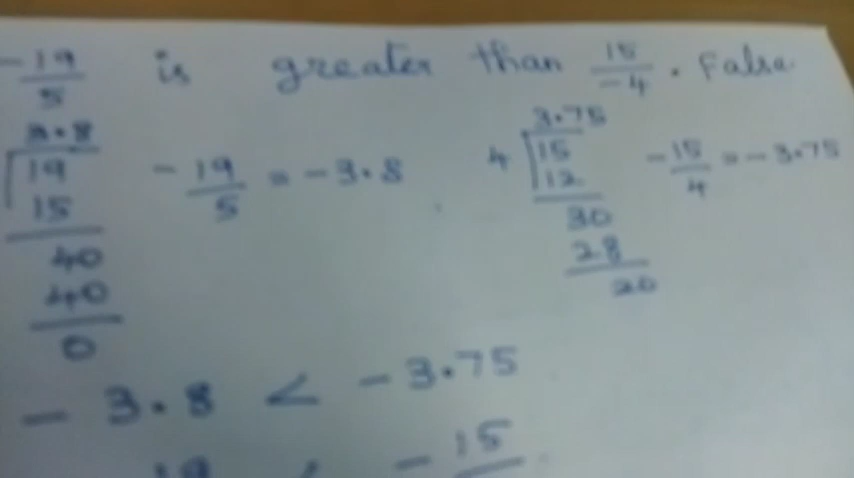 -19/5 is greater than 15/-4. False
3.8 3.75
19 -19/5 = -3.8 4 15 -15/4 = -3.75
15 12
40 30
40 28
0 20
- 3.8 < - 3.75
19 < - 15